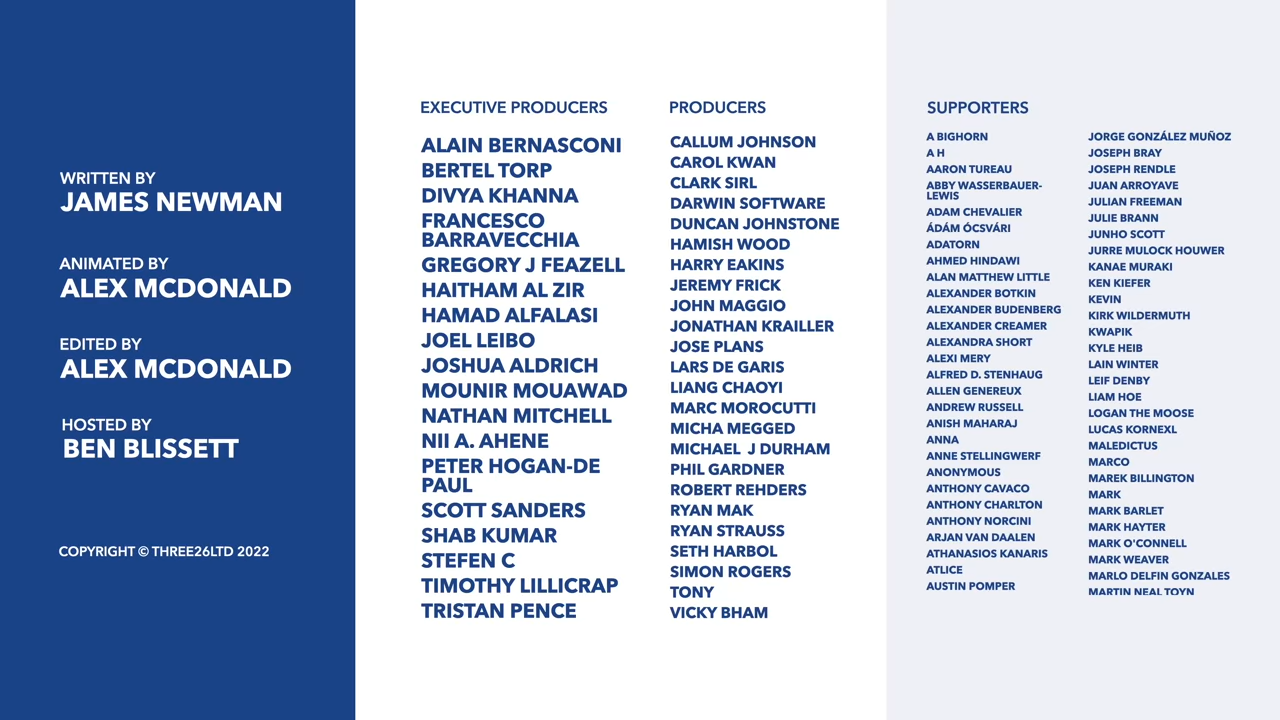 WRITTEN BY
JAMES NEWMAN
ANIMATED BY
ALEX MCDONALD
EDITED BY
ALEX MCDONALD
HOSTED BY
BEN BLISSETT
COPYRIGHT © THREE26LTD 2022
EXECUTIVE PRODUCERS
ALAIN BERNASCONI
BERTEL TORP
DIVYA KHANNA
FRANCESCO
BARRAVECCHIA
GREGORY J FEAZELL
HAITHAM AL ZIR
HAMAD ALFALASI
JOEL LEIBO
JOSHUA ALDRICH
MOUNIR MOUAWAD
NATHAN MITCHELL
NII A. AHENE
PETER HOGAN-DE
PAUL
SCOTT SANDERS
SHAB KUMAR
STEFEN C
TIMOTHY LILLICRAP
TRISTAN PENCE
PRODUCERS
CALLUM JOHNSON
CAROL KWAN
CLARK SIRL
DARWIN SOFTWARE
DUNCAN JOHNSTONE
HAMISH WOOD
HARRY EAKINS
JEREMY FRICK
JOHN MAGGIO
JONATHAN KRAILLER
JOSE PLANS
LARS DE GARIS
LIANG CHAOYI
MARC MOROCUTTI
MICHA MEGGED
MICHAEL  J DURHAM
PHIL GARDNER
ROBERT REHDERS
RYAN MAK
RYAN STRAUSS
SETH HARBOL
SIMON ROGERS
TONY
VICKY BHAM
SUPPORTERS
A BIGHORN
A H
AARON TUREAU
ABBY WASSERBAUER-
LEWIS
ADAM CHEVALIER
ÁDÁM ÓCSVÁRI
ADATORN
AHMED HINDAWI
ALAN MATTHEW LITTLE
ALEXANDER BOTKIN
ALEXANDER BUDENBERG
ALEXANDER CREAMER
ALEXANDRA SHORT
ALEXI MERY
ALFRED D. STENHAUG
ALLEN GENEREUX
ANDREW RUSSELL
ANISH MAHARAJ
ANNA
ANNE STELLINGWERF
ANONYMOUS
ANTHONY CAVACO
ANTHONY CHARLTON
ANTHONY NORCINI
ARJAN VAN DAALEN
ATHANASIOS KANARIS
ATLICE
AUSTIN POMPER
JORGE GONZÁLEZ MUÑOZ
JOSEPH BRAY
JOSEPH RENDLE
JUAN ARROYAVE
JULIAN FREEMAN
JULIE BRANN
JUNHO SCOTT
JURRE MULOCK HOUWER
KANAE MURAKI
KEN KIEFER
KEVIN
KIRK WILDERMUTH
KWAPIK
KYLE HEIB
LAIN WINTER
LEIF DENBY
LIAM HOE
LOGAN THE MOOSE
LUCAS KORNEXL
MALEDICTUS
MARCO
MAREK BILLINGTON
MARK
MARK BARLET
MARK HAYTER
MARK O'CONNELL
MARK WEAVER
MARLO DELFIN GONZALES
MARTIN NEAL TOYN